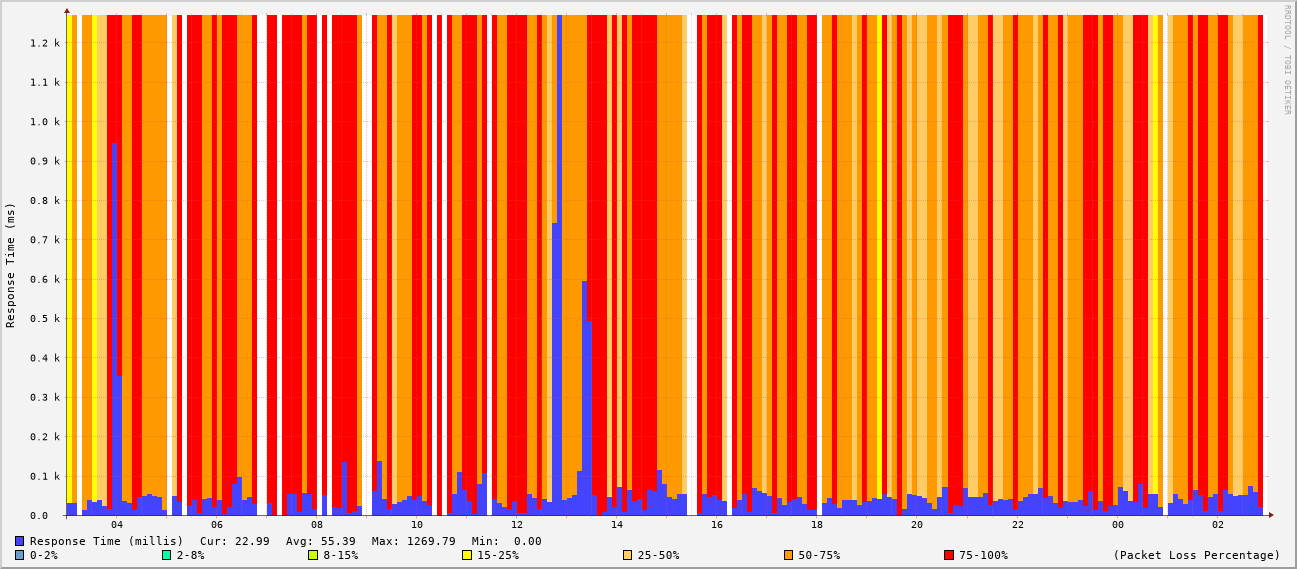 RRDTOOL / TOBI OETIKER
Response Time (ms)
1.2 k
1.1 k
1.0 k
0.9 k
0.8 k
0.7 k
0.6 k
0.5 k
0.4 k
0.3 k
0.2 k
0.1 k
0.0
04 06 08 10 12 14 16 18 20 22 00 02
Response Time (millis) Cur: 22.99 Avg: 55.39 Max: 1269.79 Min: 0.00
0-2% 2-8% 8-15% 15-25% 25-50% 50-75% 75-100% (Packet Loss Percentage)